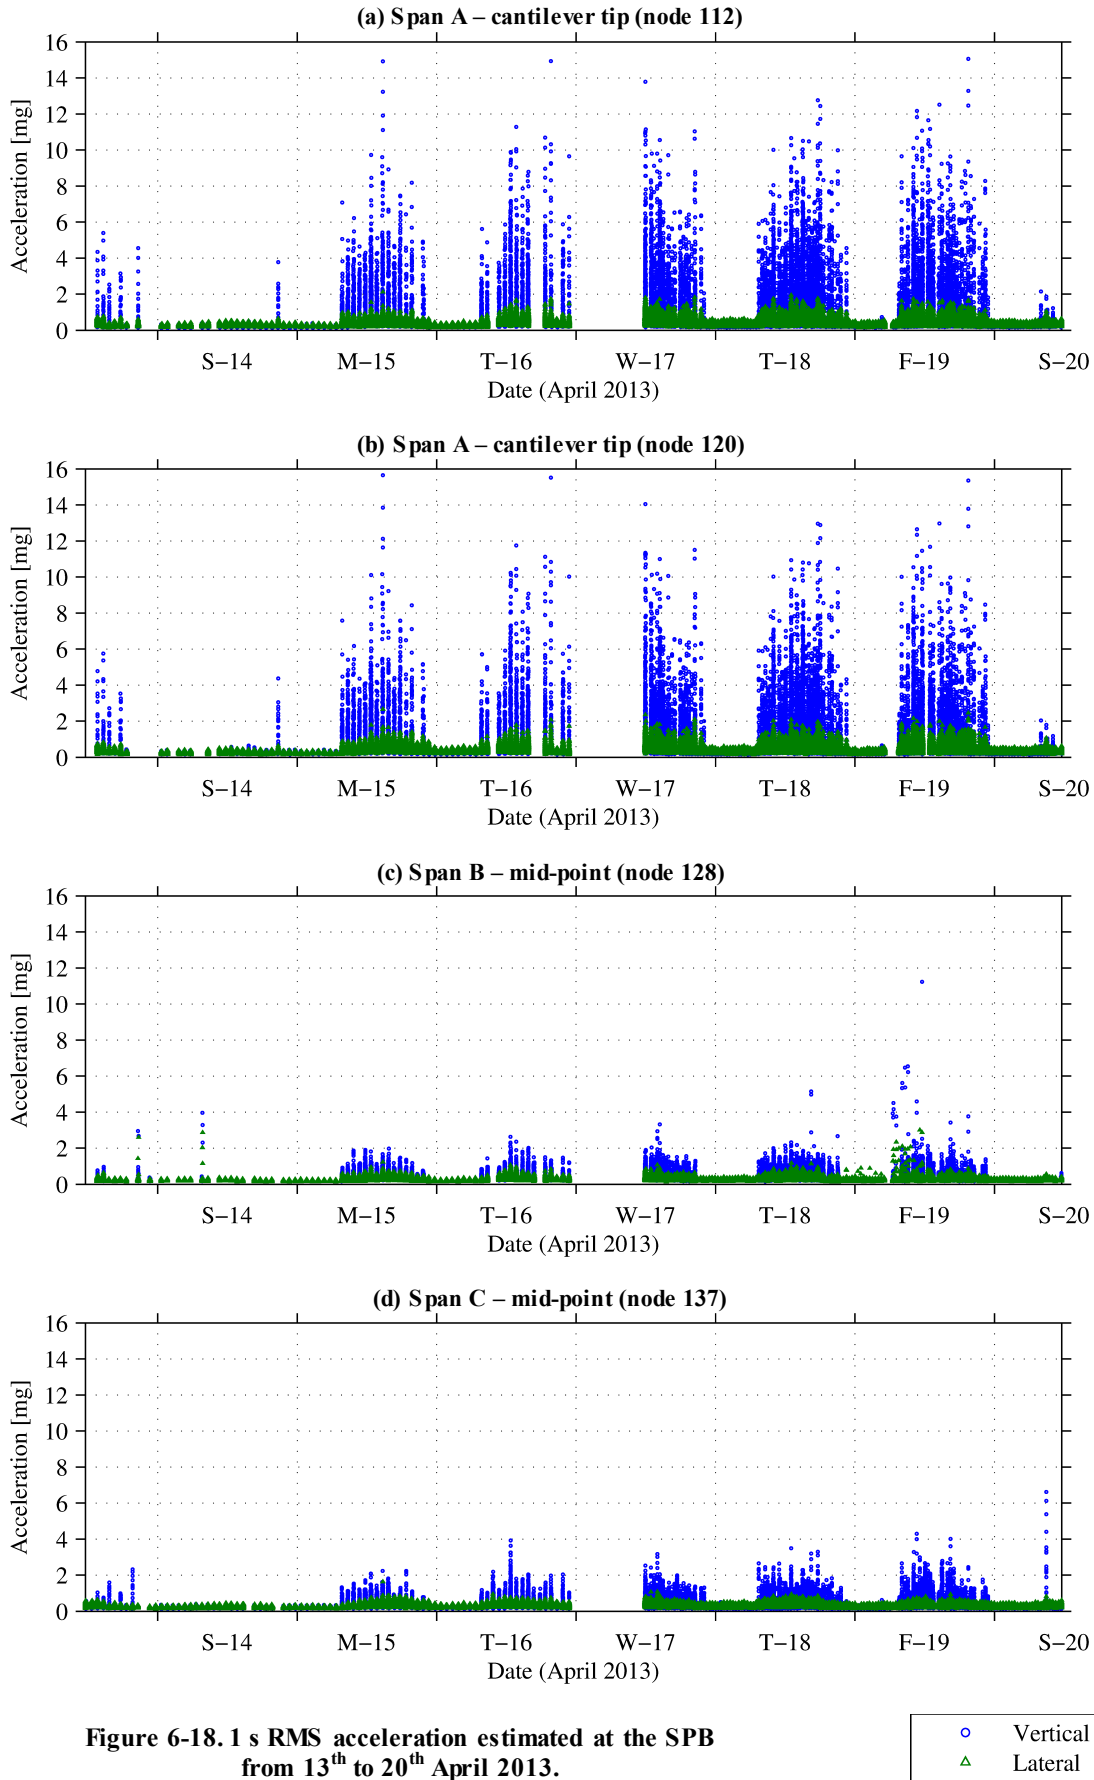 (a) Span A – cantilever tip (node 112)
16
14
12
10
8
6
4
2
0
Acceleration [mg]
S−14 M−15 T−16 W−17 T−18 F−19 S−20
Date (April 2013)
(b) Span A – cantilever tip (node 120)
16
14
12
10
8
6
4
2
0
Acceleration [mg]
S−14 M−15 T−16 W−17 T−18 F−19 S−20
Date (April 2013)
(c) Span B – mid-point (node 128)
16
14
12
10
8
6
4
2
0
Acceleration [mg]
S−14 M−15 T−16 W−17 T−18 F−19 S−20
Date (April 2013)
(d) Span C – mid-point (node 137)
16
14
12
10
8
6
4
2
0
Acceleration [mg]
S−14 M−15 T−16 W−17 T−18 F−19 S−20
Date (April 2013)
Figure 6-18. 1 s RMS acceleration estimated at the SPB
from 13th to 20th April 2013.
Vertical
Lateral